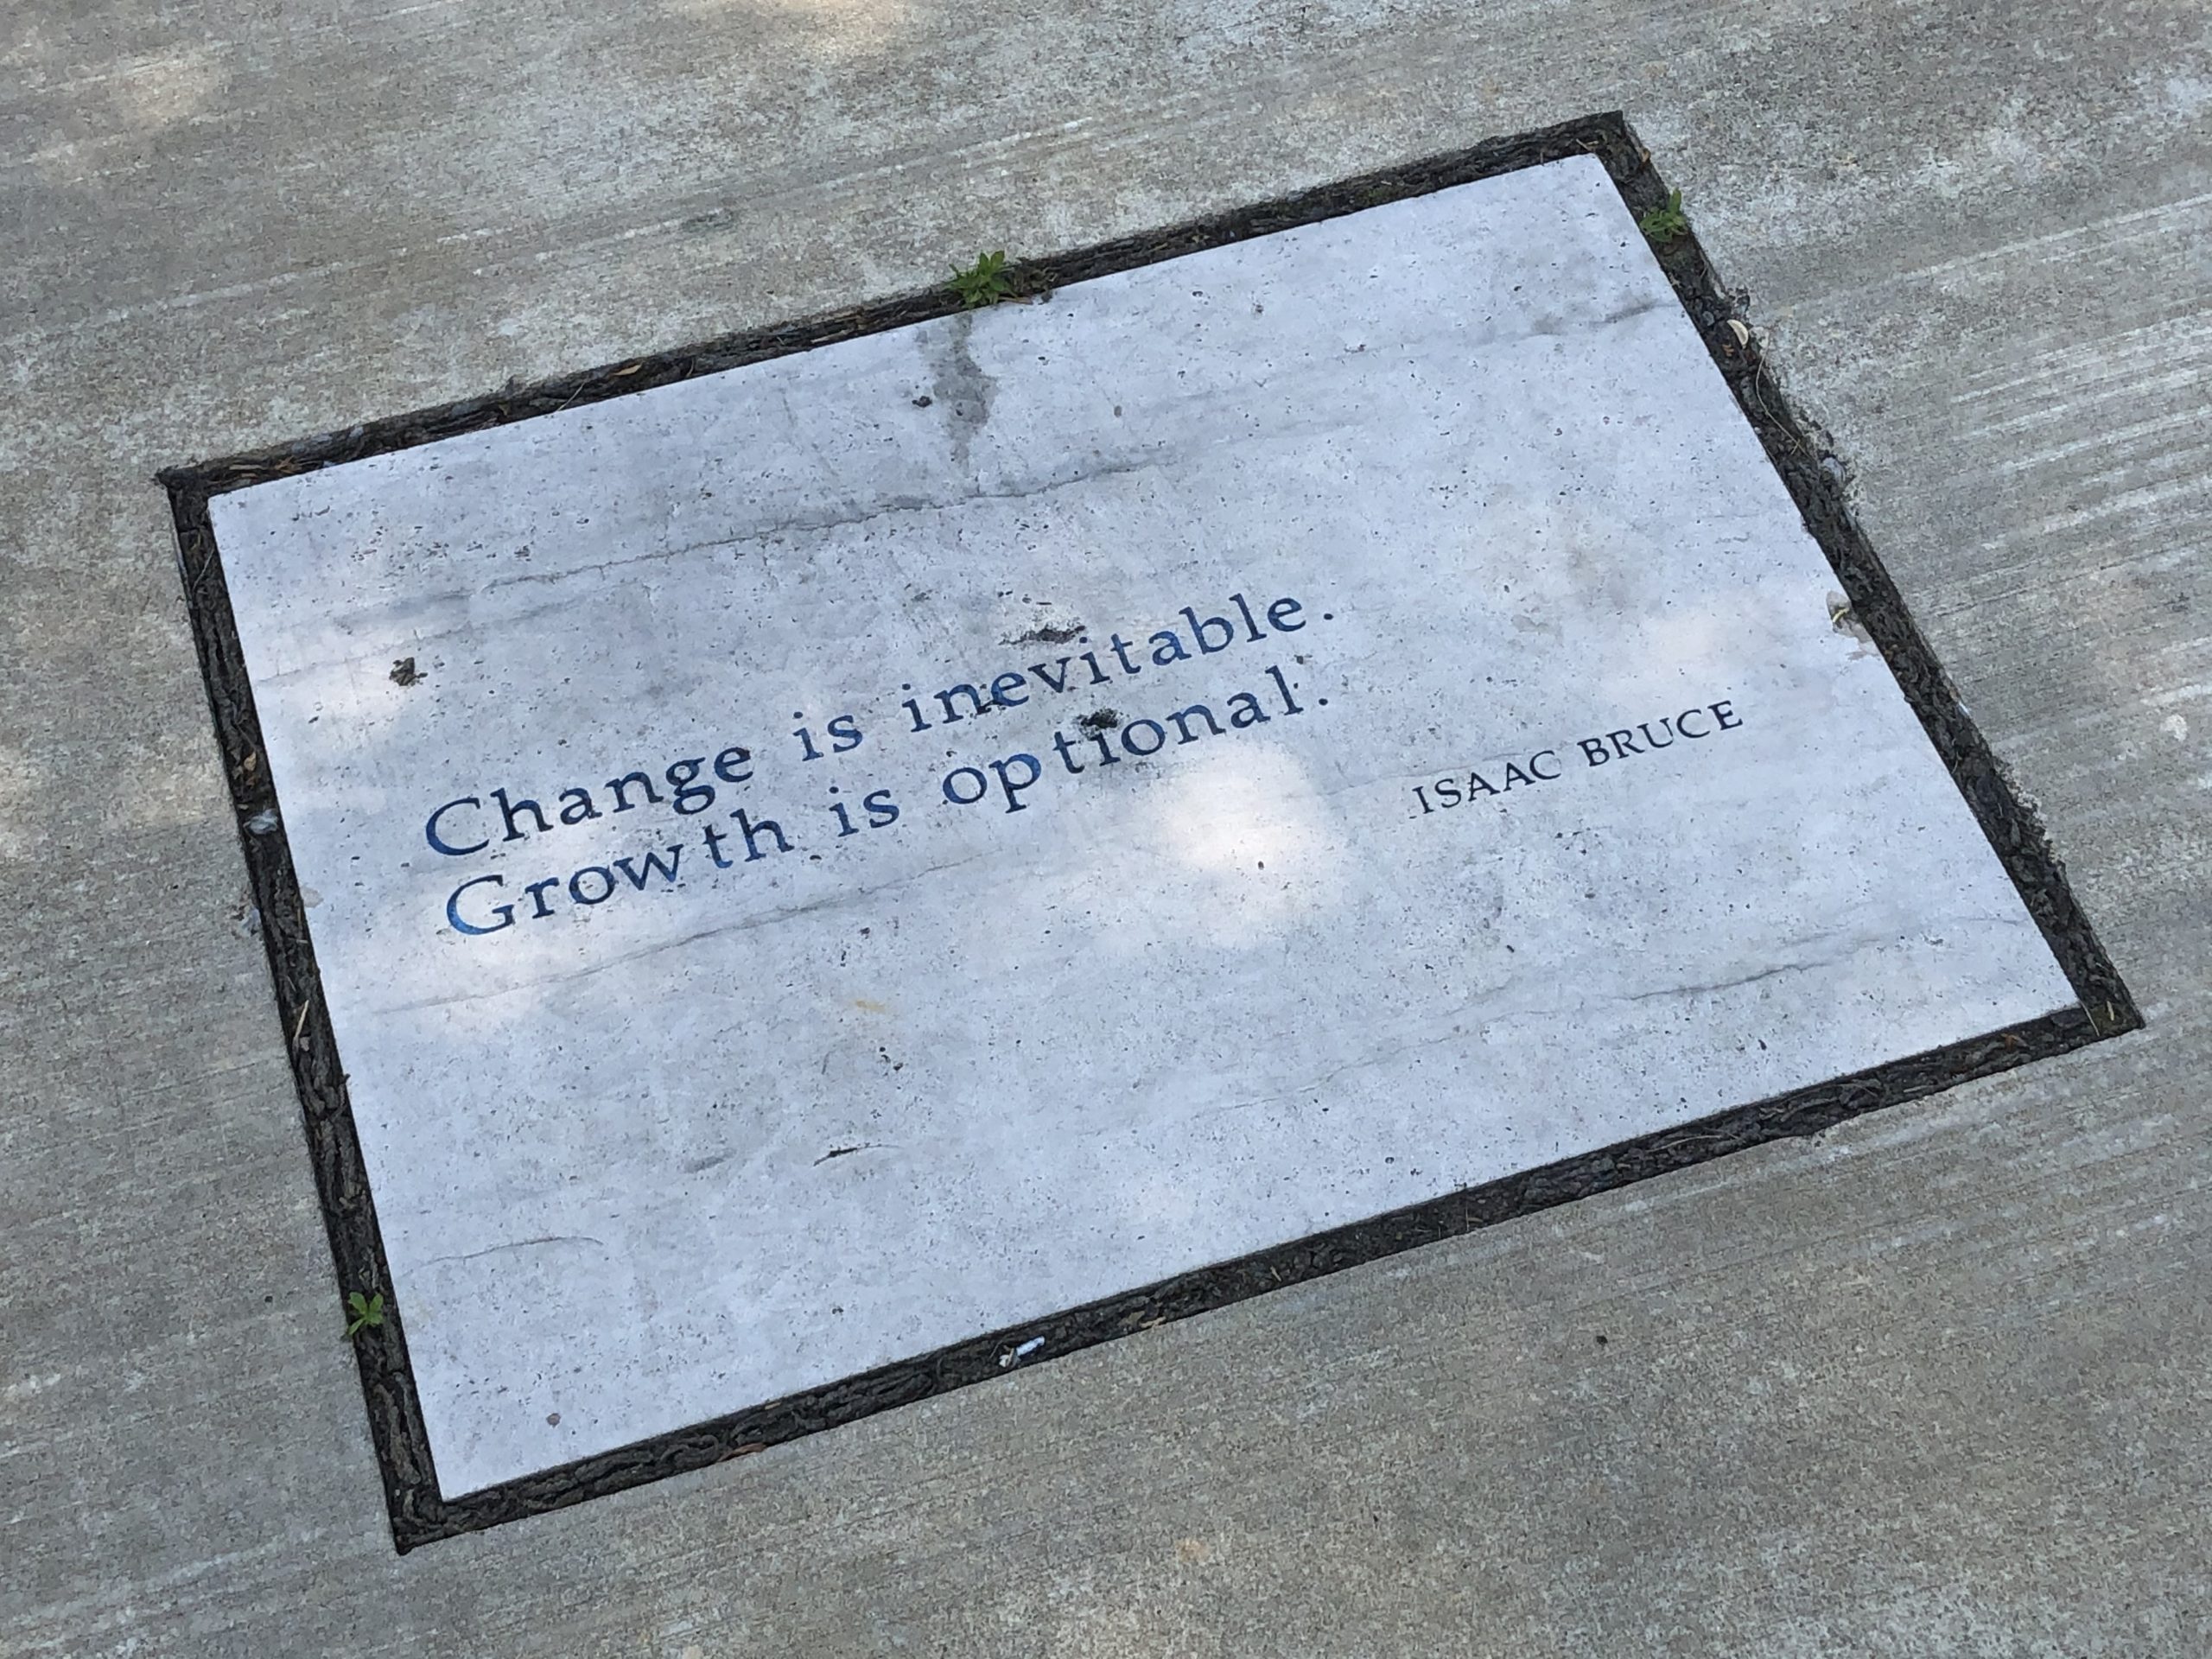 Change is inevitable.
Growth is optional.
ISAAC BRUCE